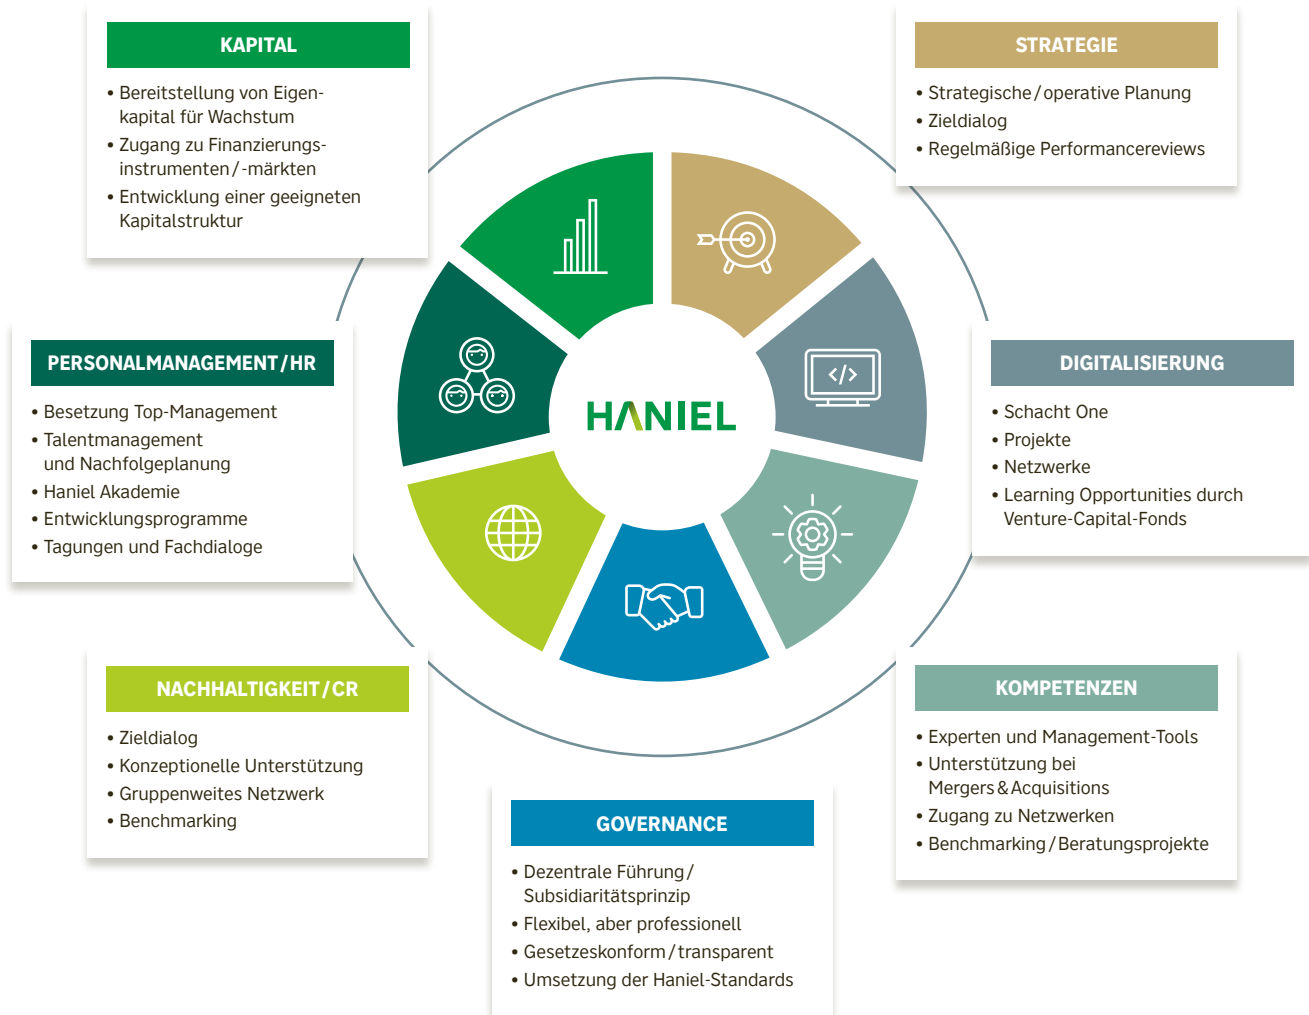 KAPITAL
• Bereitstellung von Eigen-
kapital für Wachstum
• Zugang zu Finanzierungs-
instrumenten/-märkten
• Entwicklung einer geeigneten
Kapitalstruktur
STRATEGIE
• Strategische/operative Planung
• Zieldialog
• Regelmäßige Performancereviews
PERSONALMANAGEMENT/HR
• Besetzung Top-Management
• Talentmanagement
und Nachfolgeplanung
• Haniel Akademie
• Entwicklungsprogramme
• Tagungen und Fachdialoge
</>
HANIEL
DIGITALISIERUNG
• Schacht One
• Projekte
• Netzwerke
• Learning Opportunities durch
Venture-Capital-Fonds
NACHHALTIGKEIT/CR
• Zieldialog
• Konzeptionelle Unterstützung
• Gruppenweites Netzwerk
• Benchmarking
GOVERNANCE
• Dezentrale Führung/
Subsidiaritätsprinzip
• Flexibel, aber professionell
• Gesetzeskonform/transparent
• Umsetzung der Haniel-Standards
KOMPETENZEN
• Experten und Management-Tools
• Unterstützung bei
Mergers & Acquisitions
• Zugang zu Netzwerken
• Benchmarking/Beratungsprojekte